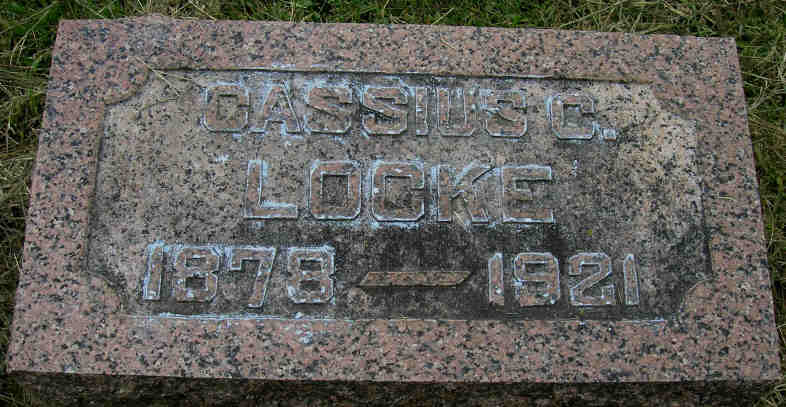 CASSIUS C.
LOCKE
1878 — 1921